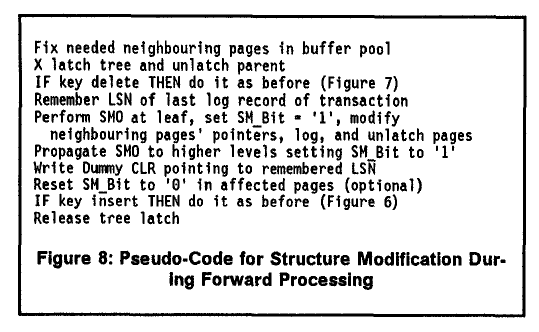 Fix needed neighbouring pages in buffer pool
X latch tree and unlatch parent
IF key delete THEN do it as before (Figure 7)
Remember LSN of last log record of transaction
Perform SMO at leaf, set SM_Bit = '1', modify
neighbouring pages' pointers, log, and unlatch pages
Propagate SMO to higher levels setting SM_Bit to '1'
Write Dummy CLR pointing to remembered LSN
Reset SM_Bit to '0' in affected pages (optional)
IF key insert THEN do it as before (Figure 6)
Release tree latch
Figure 8: Pseudo-Code for Structure Modification Dur-
ing Forward Processing